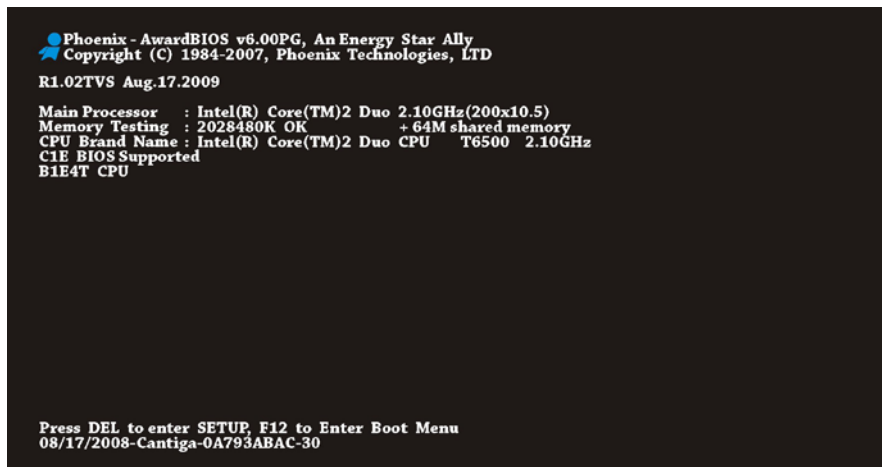 Phoenix - AwardBIOS v6.00PG, An Energy Star Ally
Copyright (C) 1984-2007, Phoenix Technologies, LTD
R1.02TVS Aug.17.2009
Main Processor : Intel(R) Core(TM)2 Duo 2.10GHz(200x10.5)
Memory Testing : 2028480K OK + 64M shared memory
CPU Brand Name : Intel(R) Core(TM)2 Duo CPU T6500 2.10GHz
C1E BIOS Supported
B1E4T CPU
Press DEL to enter SETUP, F12 to Enter Boot Menu
08/17/2008-Cantiga-0A793ABAC-30